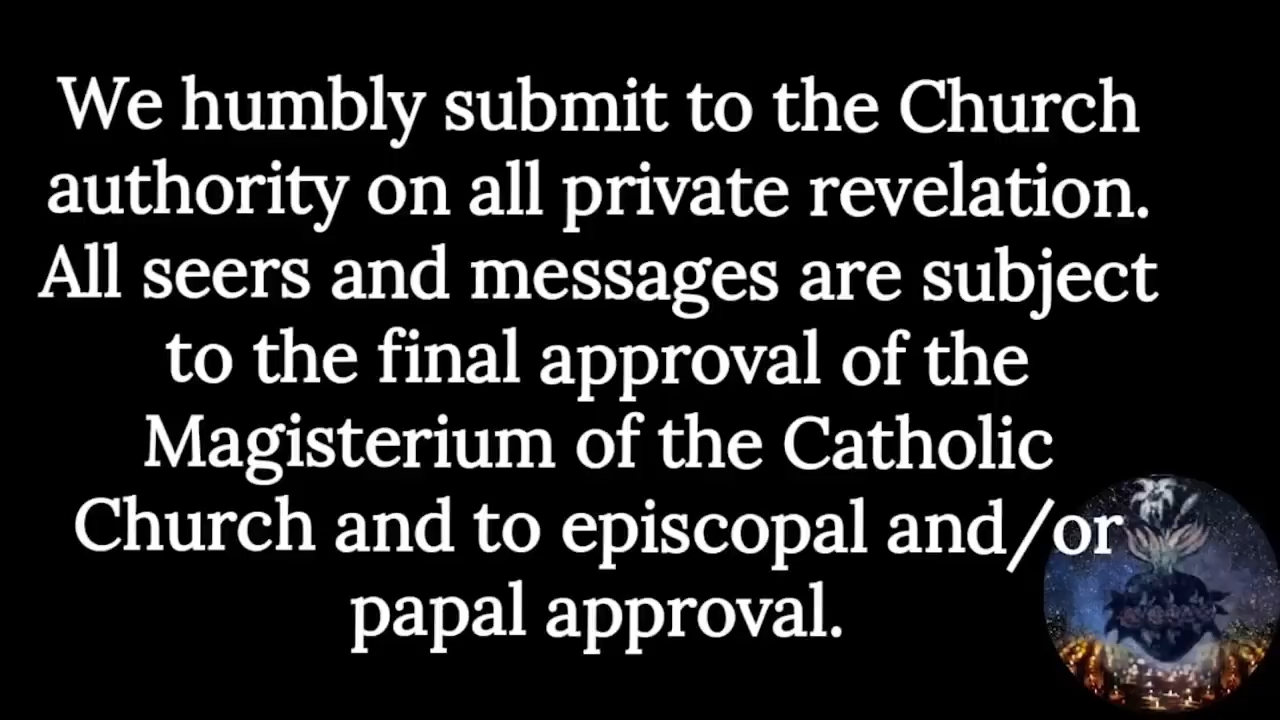 We humbly submit to the Church
authority on all private revelation.
All seers and messages are subject
to the final approval of the
Magisterium of the Catholic
Church and to episcopal and/or
papal approval.